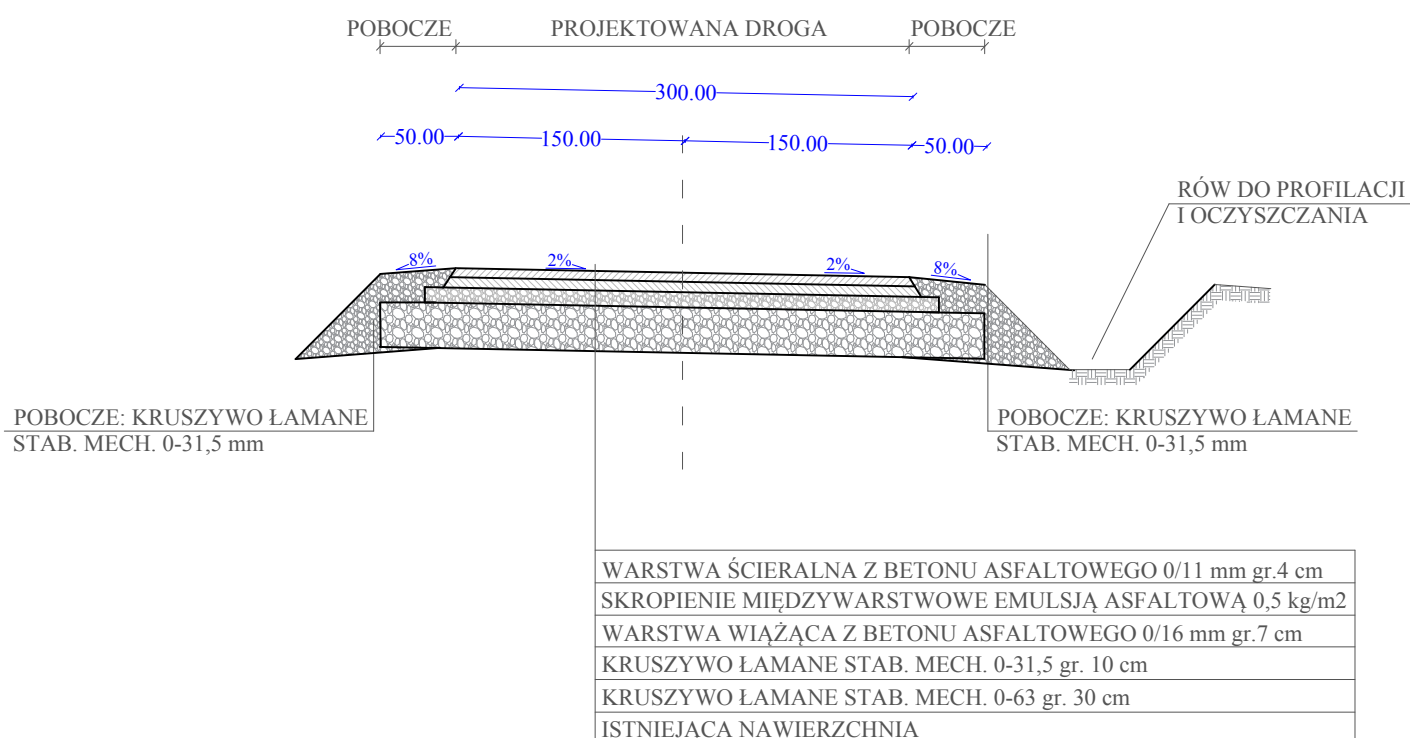 POBOCZE PROJEKTOWANA DROGA POBOCZE
300.00
50.00 150.00 150.00 50.00
RÓW DO PROFILACJI
I OCZYSZCZANIA
8% 2% 2% 8%
POBOCZE: KRUSZYWO ŁAMANE
STAB. MECH. 0-31,5 mm
POBOCZE: KRUSZYWO ŁAMANE
STAB. MECH. 0-31,5 mm
WARSTWA ŚCIERALNA Z BETONU ASFALTOWEGO 0/11 mm gr.4 cm
SKROPIENIE MIĘDZYWARSTWOWE EMULSJĄ ASFALTOWĄ 0,5 kg/m2
WARSTWA WIĄŻĄCA Z BETONU ASFALTOWEGO 0/16 mm gr.7 cm
KRUSZYWO ŁAMANE STAB. MECH. 0-31,5 gr. 10 cm
KRUSZYWO ŁAMANE STAB. MECH. 0-63 gr. 30 cm
ISTNIEJACA NAWIERZCHNIA